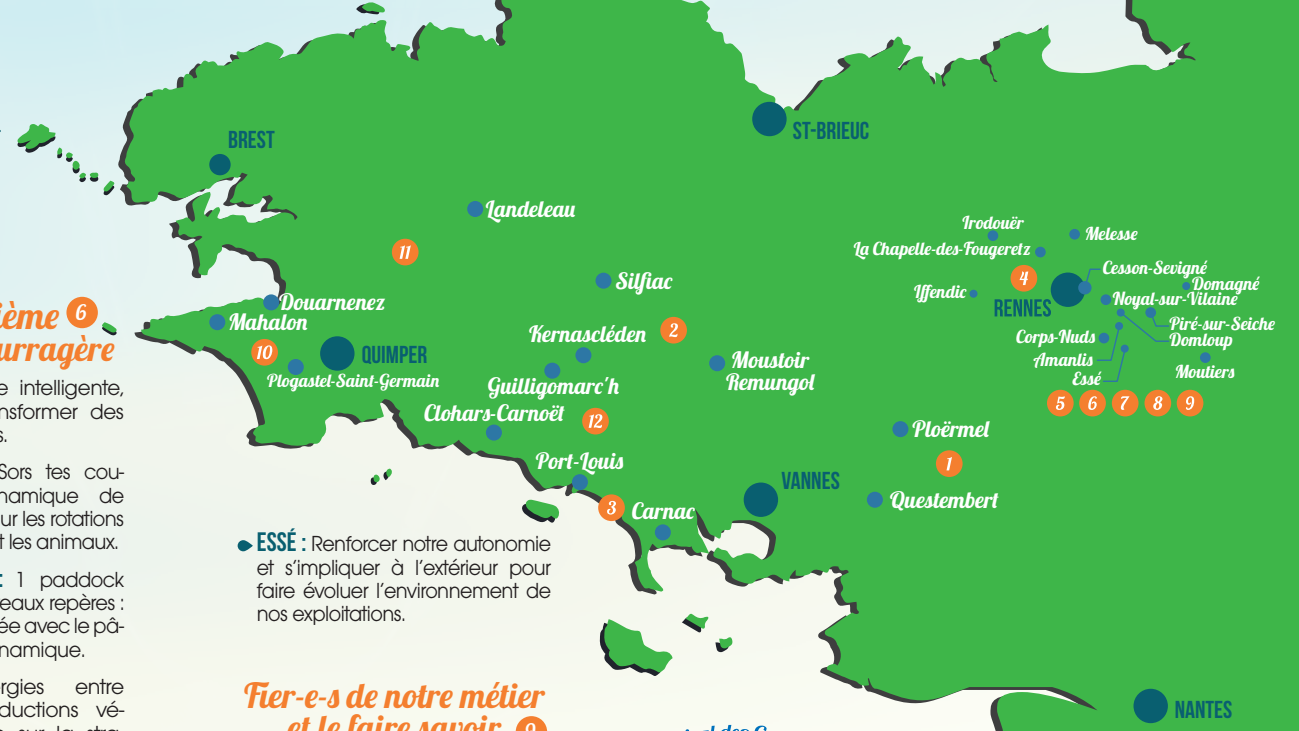 BREST
ST-BRIEUC
Landeleau
11
Silfiac
Irodouër
Melesse
La Chapelle-des-Fougeretz
4
Cesson-Sevigné
Domagné
Iffendic
RENNES
Noyal-sur-Vilaine
Piré-sur-Seiche
Corps-Nuds
Domloup
Amanlis
Moutiers
Essé
5 6 7 8 9
Douarnenez
Mahalon
10
QUIMPER
Plogastel-Saint-Germain
Kernascléden
2
Moustoir
Remungol
Guilligomarc'h
Clohars-Carnoët
12
Ploërmel
1
Port-Louis
VANNES
Questembert
3
Carnac
NANTES
ième 6
urragère
e intelligente,
nsformer des
s.
Sors tes cou-
namique de
ur les rotations
t les animaux.
: 1 paddock
eaux repères :
ée avec le pâ-
namique.
rgies entre
ductions vé-
ESSÉ : Renforcer notre autonomie
et s'impliquer à l'extérieur pour
faire évoluer l'environnement de
nos exploitations.
Fier-e-s de notre métier
et le faire savoir